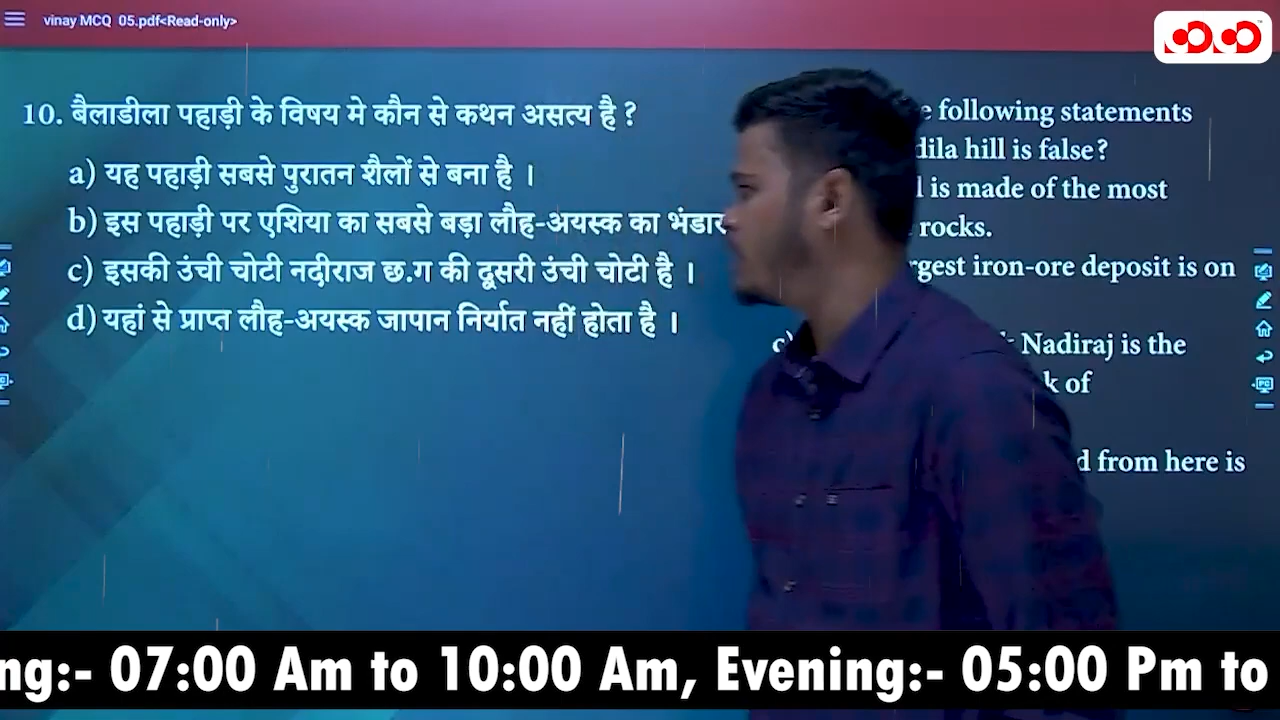 vinay MCQ 05.pdf<Read-only>
10. बैलाडीला पहाड़ी के विषय मे कौन से कथन असत्य है ?
a) यह पहाड़ी सबसे पुरातन शैलों से बना है ।
b) इस पहाड़ी पर एशिया का सबसे बड़ा लौह-अयस्क का भंडार
c) इसकी उंची चोटी नदीराज छ.ग की दूसरी उंची चोटी है ।
d) यहां से प्राप्त लौह-अयस्क जापान निर्यात नहीं होता है ।
e following statements
dila hill is false?
is made of the most
rocks.
rgest iron-ore deposit is on
c)
Nadiraj is the
k of
d from here is
ng:- 07:00 Am to 10:00 Am, Evening:- 05:00 Pm to